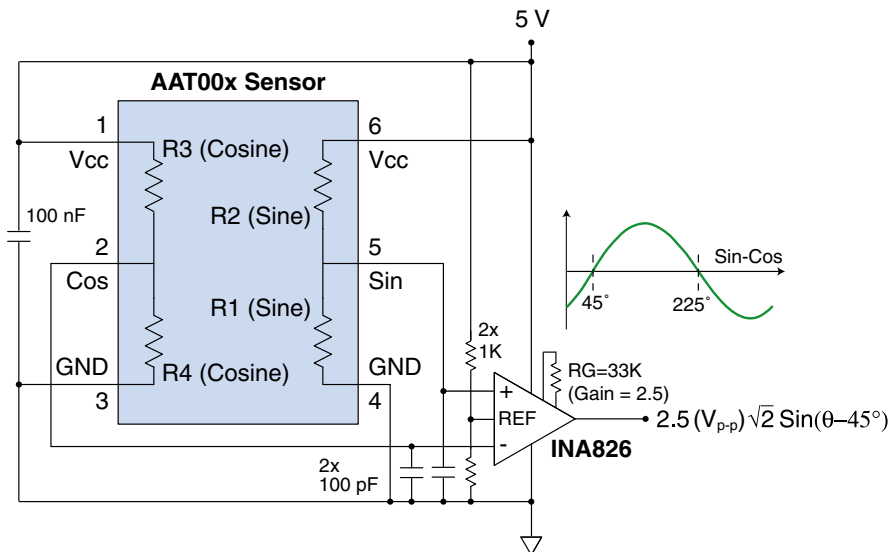 5 V
AAT00x Sensor
1
6
Vcc
R3 (Cosine)
Vcc
R2 (Sine)
100 nF
2
5
Cos
Sin
Sin-Cos
45°
225°
R1 (Sine)
2x
1K
GND
GND
R4 (Cosine)
3
4
RG=33K
(Gain = 2.5)
+
REF
-
2.5 (Vp-p) √2 Sin(θ–45°)
INA826
2x
100 pF